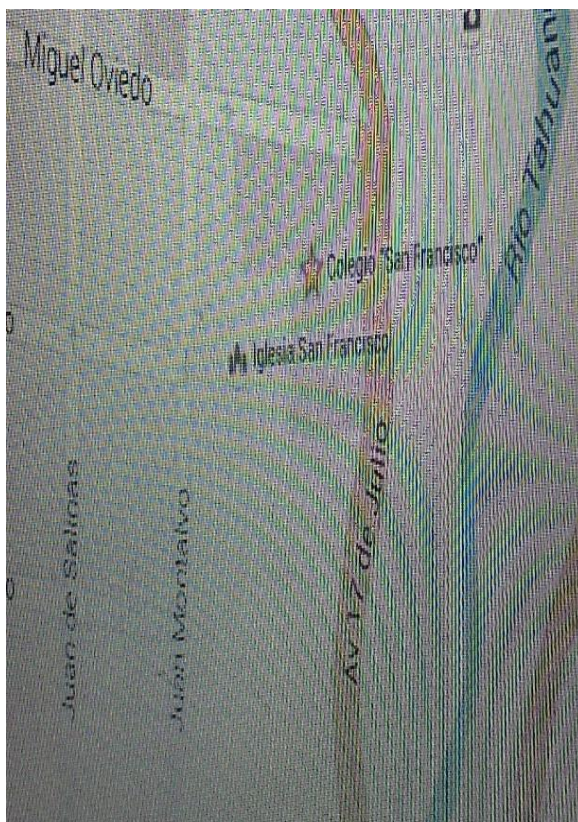 Miguel Oviedo
Río Tahuan
Colegio "San Francisco"
Iglesia San Francisco
Juan de Salinas
Juan Montalvo
Av. 17 de Julio